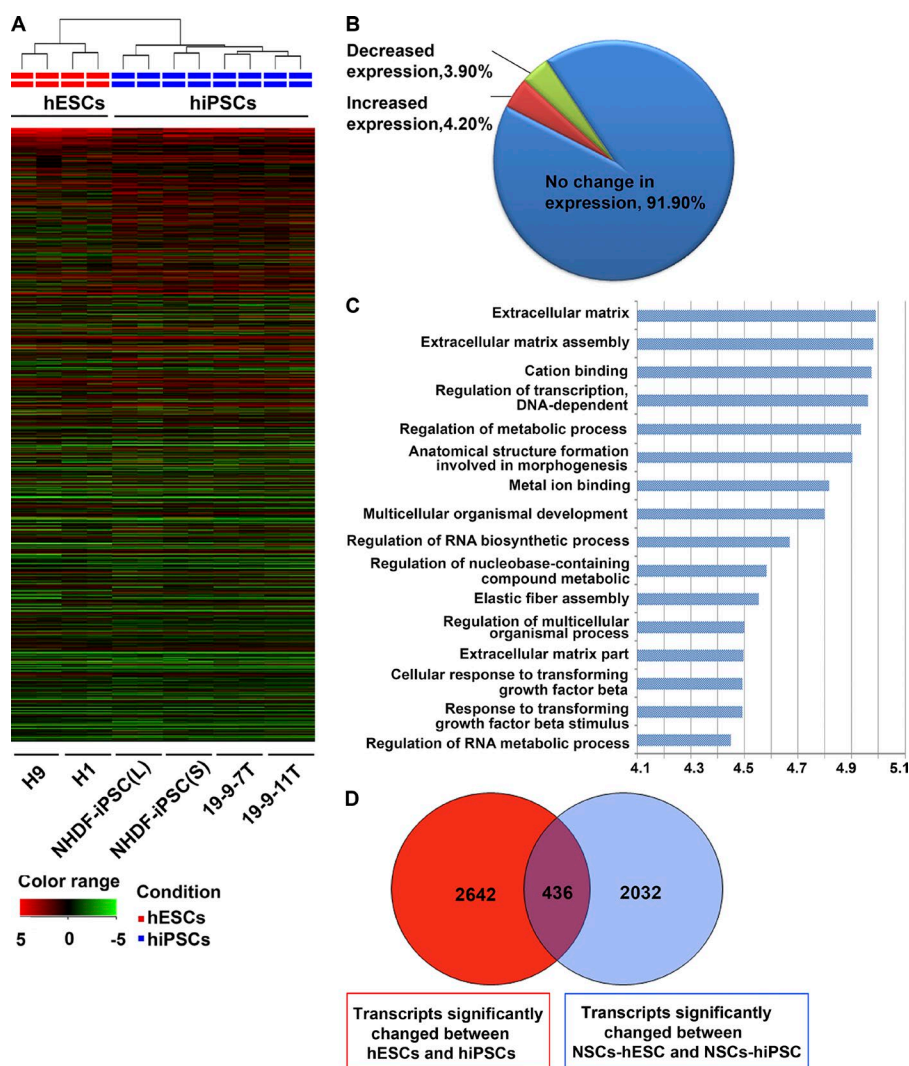 A
hESCs
hiPSCs
H9
H1
NHDF-iPSC(L)
NHDF-iPSC(S)
19-9-7T
19-9-11T
Color range
5
0
-5
Condition
hESCs
hiPSCs
B
Decreased
expression,3.90%
Increased
expression,4.20%
No change in
expression, 91.90%
C
Extracellular matrix
Extracellular matrix assembly
Cation binding
Regulation of transcription,
DNA-dependent
Regalation of metabolic process
Anatomical structure formation
involved in morphogenesis
Metal ion binding
Multicellular organismal development
Regulation of RNA biosynthetic process
Regulation of nucleobase-containing
compound metabolic
Elastic fiber assembly
Regulation of multicellular
organismal process
Extracellular matrix part
Cellular response to transforming
growth factor beta
Response to transforming
growth factor beta stimulus
Regulation of RNA metabolic process
4.1 4.3 4.5 4.7 4.9 5.1
D
2642
436
2032
Transcripts significantly
changed between
hESCs and hiPSCs
Transcripts significantly
changed between
NSCs-hESC and NSCs-hiPSC